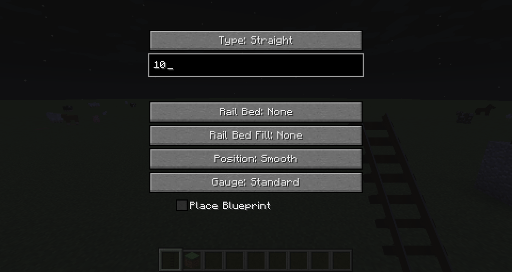 Type: Straight
10_
Rail Bed: None
Rail Bed Fill: None
Position: Smooth
Gauge: Standard
Place Blueprint